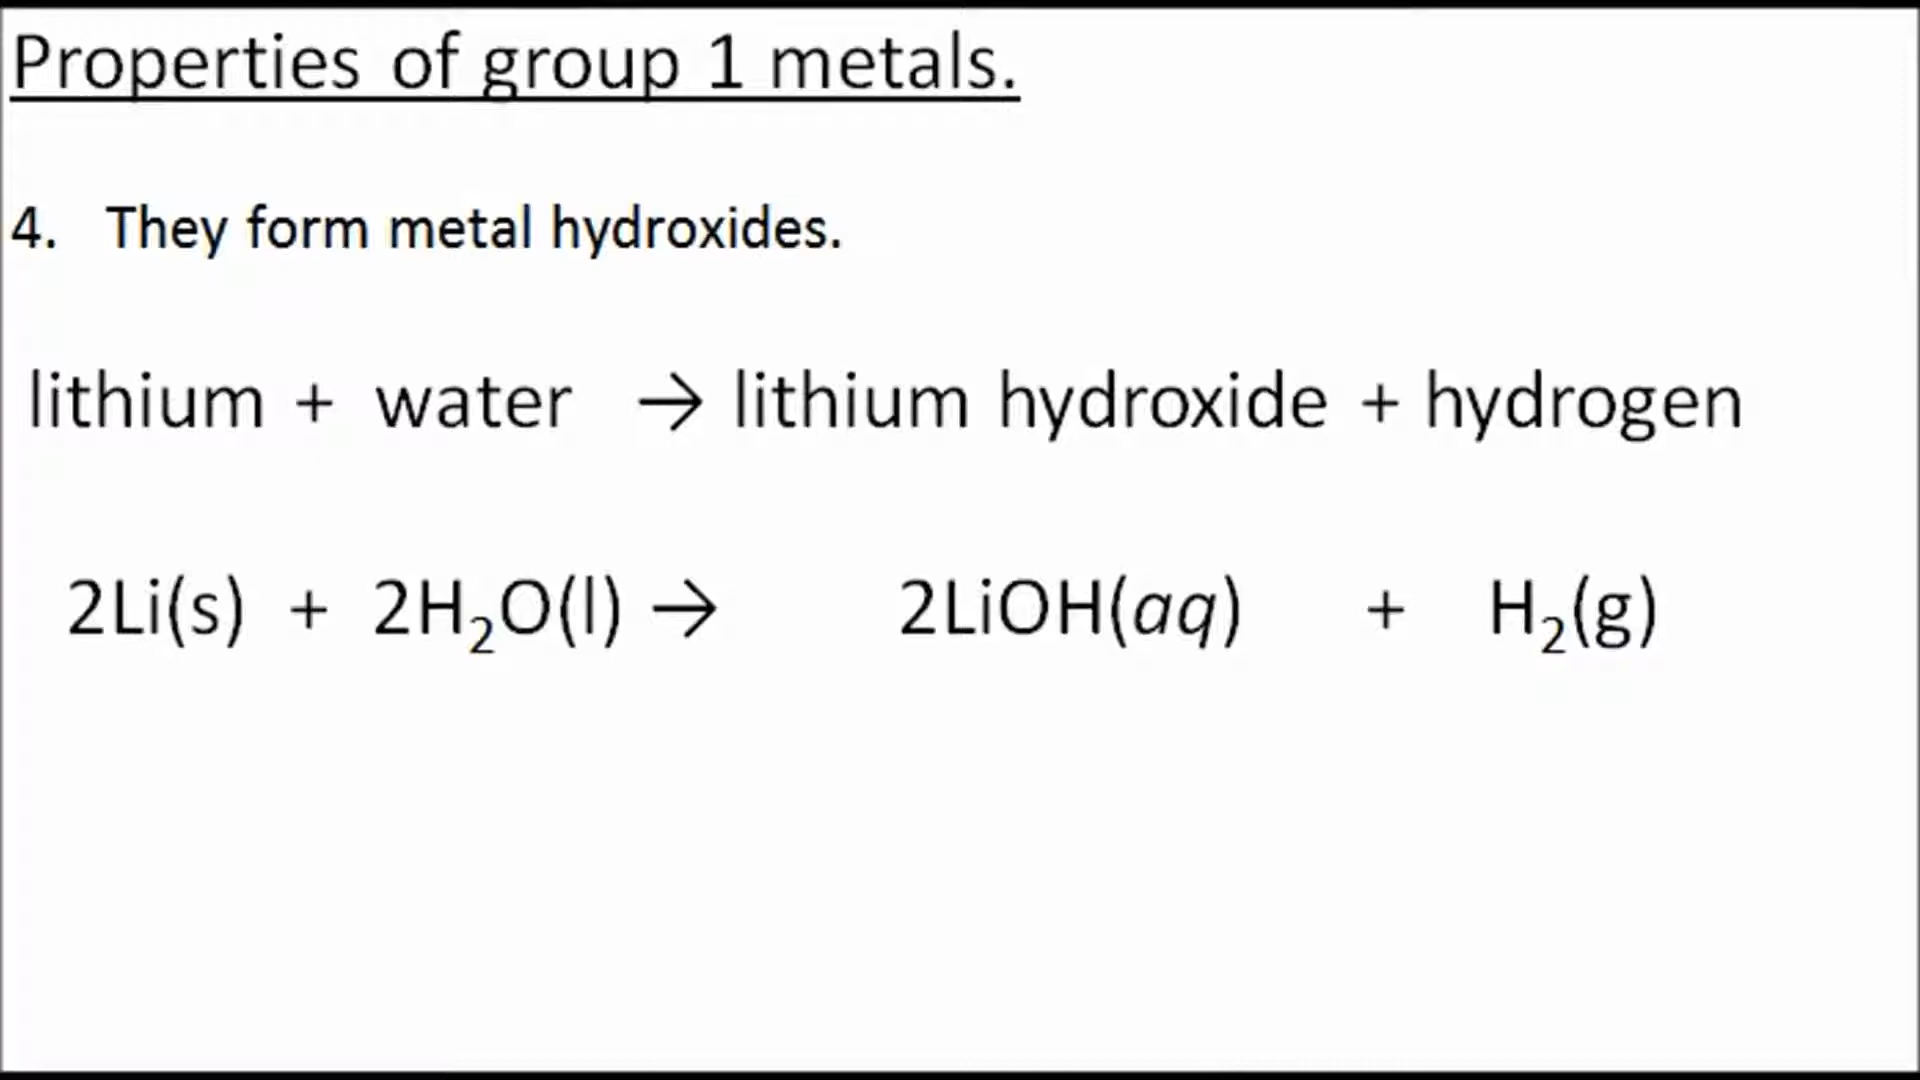 Properties of group 1 metals.
4. They form metal hydroxides.
lithium + water → lithium hydroxide + hydrogen
2Li(s) + 2H₂O(l) → 2LiOH(aq) + H₂(g)